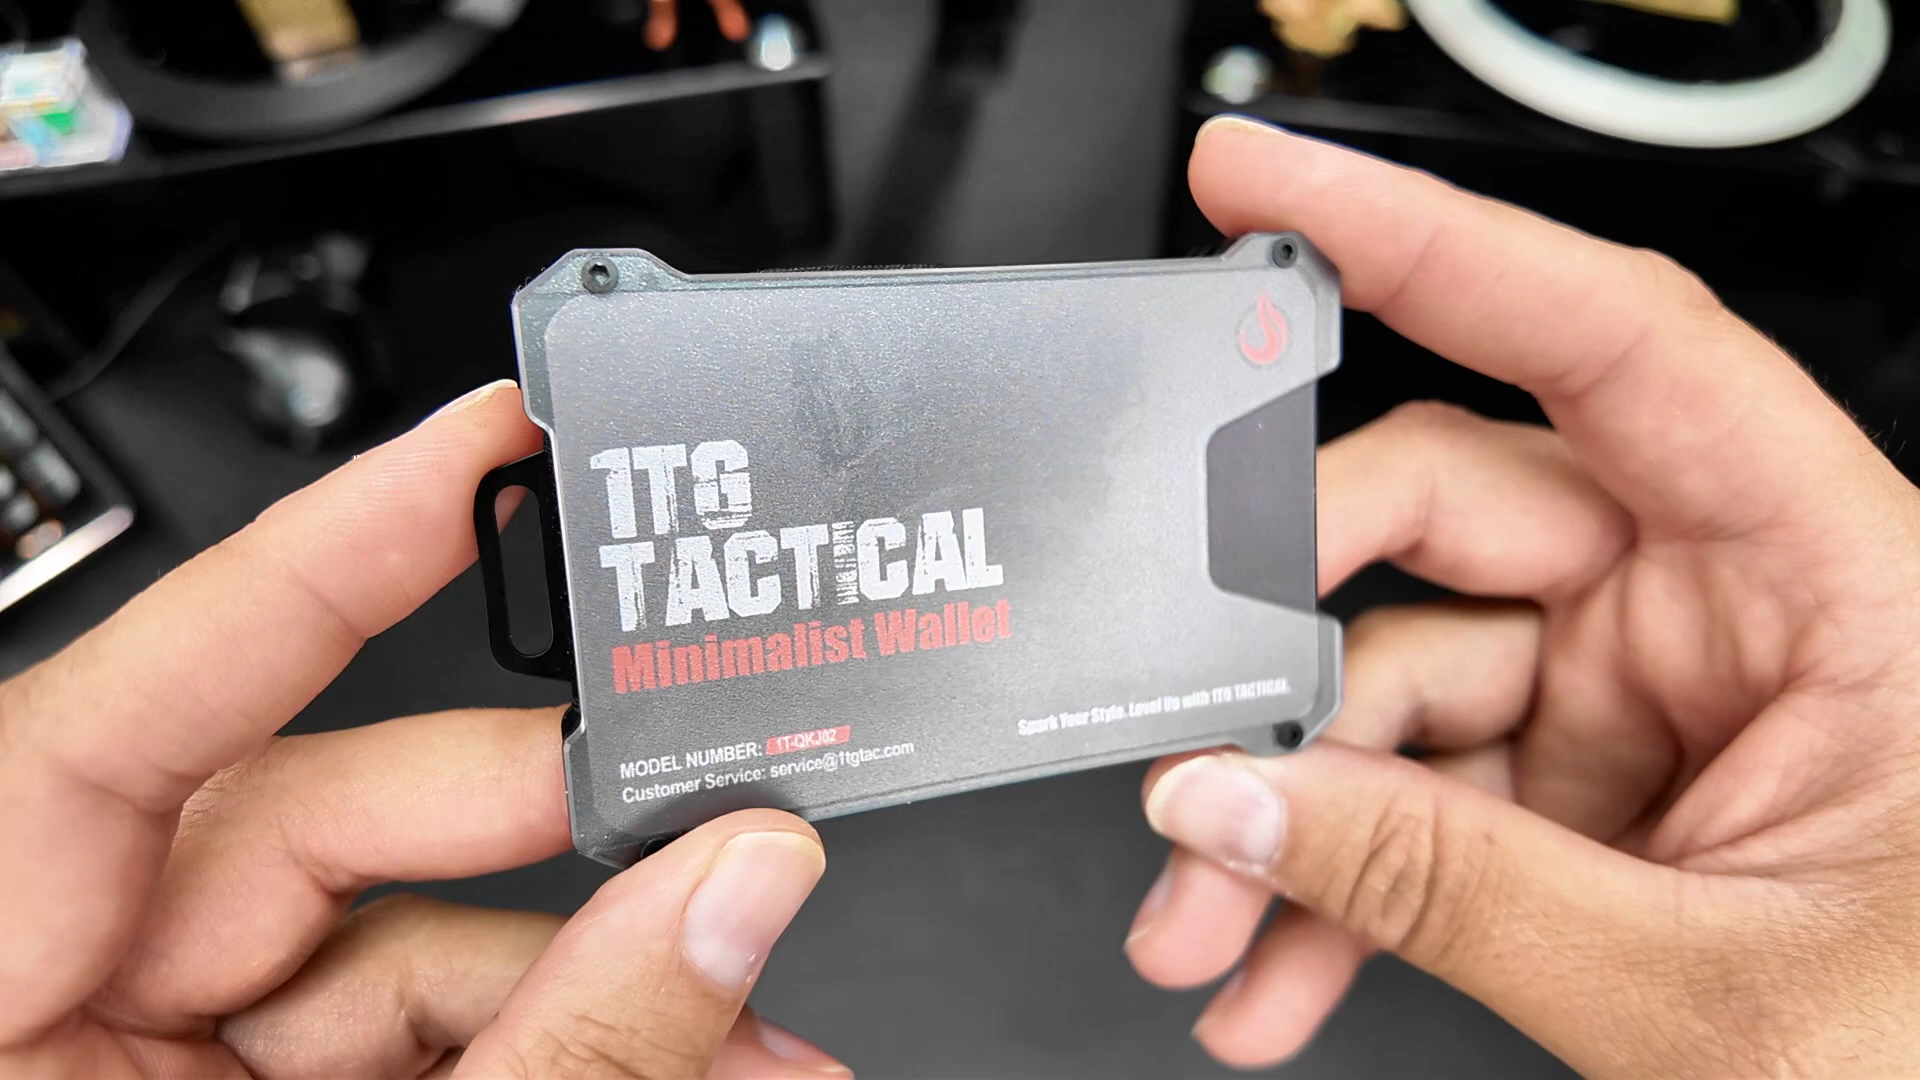 1TG
TACTICAL
Minimalist Wallet
Spark Your Style. Level Up with 1TG TACTICAL.
MODEL NUMBER: 1T-QKJ02
Customer Service: service@1tgtac.com